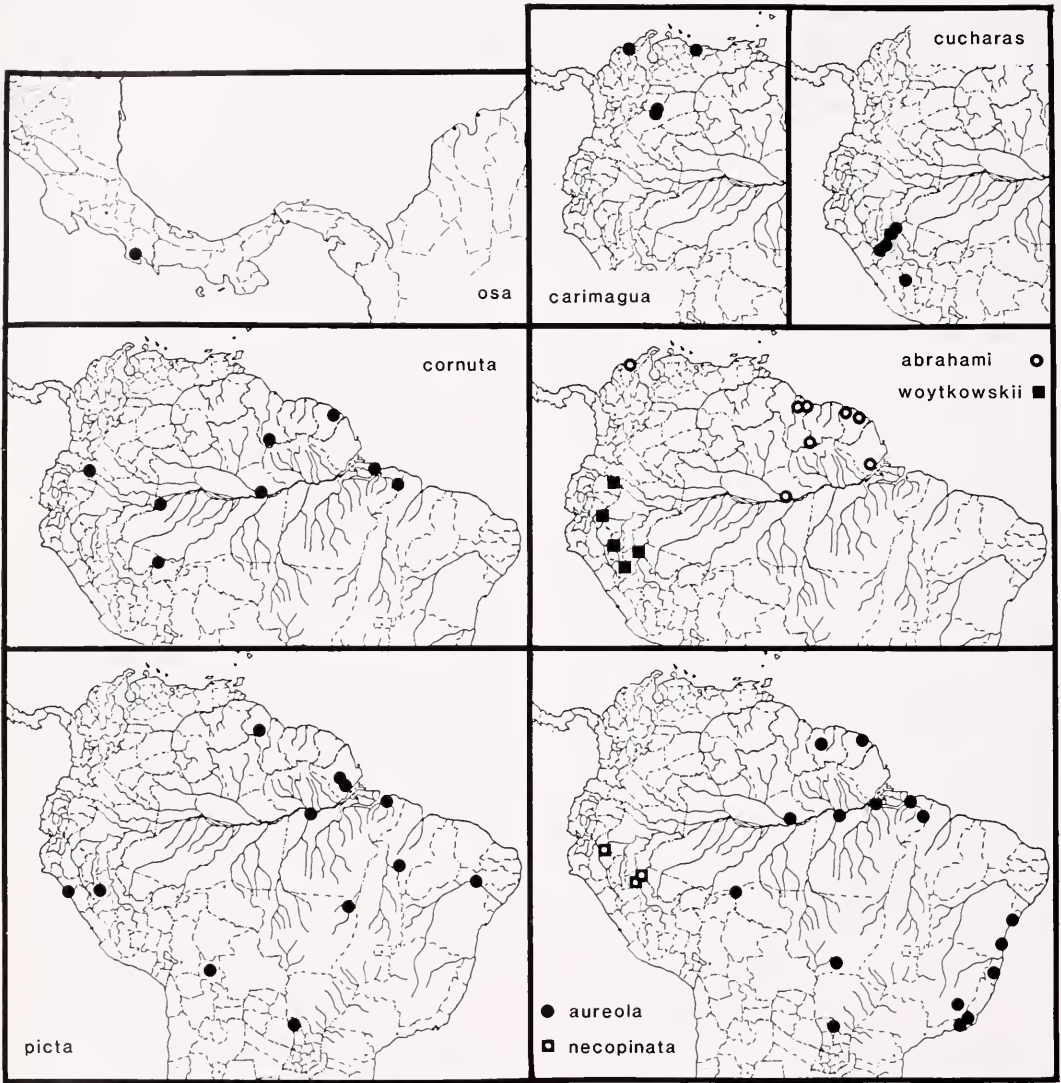 cucharas
osa
carimagua
cornuta
abrahami
woytkowskii
picta
aureola
necopinata